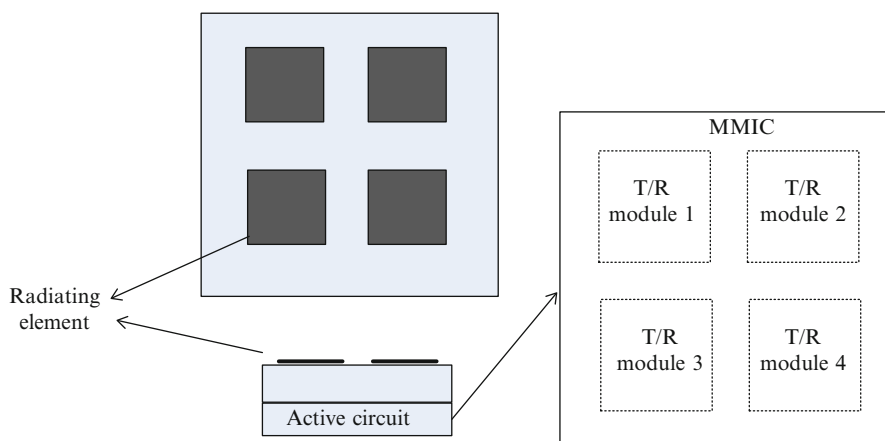 MMIC
T/R
module 1
T/R
module 2
Radiating
element
T/R
module 3
T/R
module 4
Active circuit